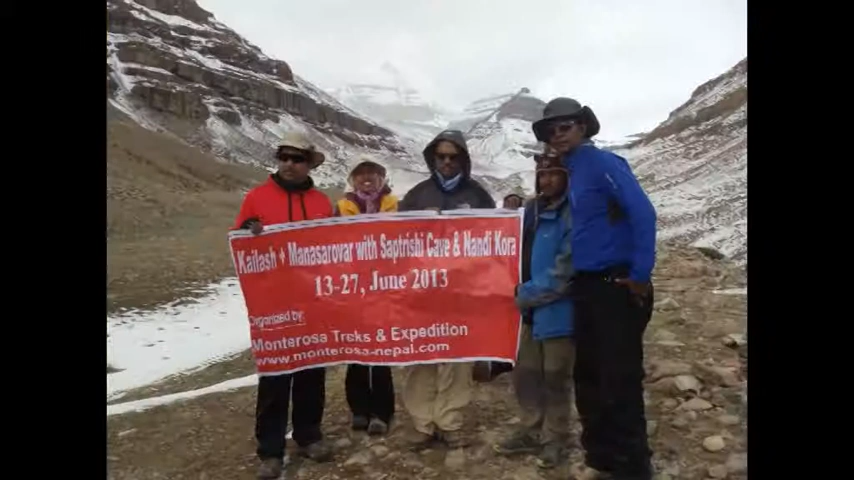 Kailash + Manasarovar with Saptrishi Cave & Nandi Kora
13-27, June 2013
Organized by:
Monterosa Treks & Expedition
www.monterosa-nepal.com